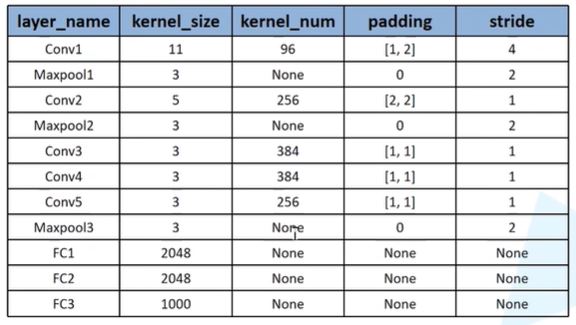 layer_name kernel_size kernel_num padding stride
Conv1 11 96 [1, 2] 4
Maxpool1 3 None 0 2
Conv2 5 256 [2, 2] 1
Maxpool2 3 None 0 2
Conv3 3 384 [1, 1] 1
Conv4 3 384 [1, 1] 1
Conv5 3 256 [1, 1] 1
Maxpool3 3 None 0 2
FC1 2048 None None None
FC2 2048 None None None
FC3 1000 None None None